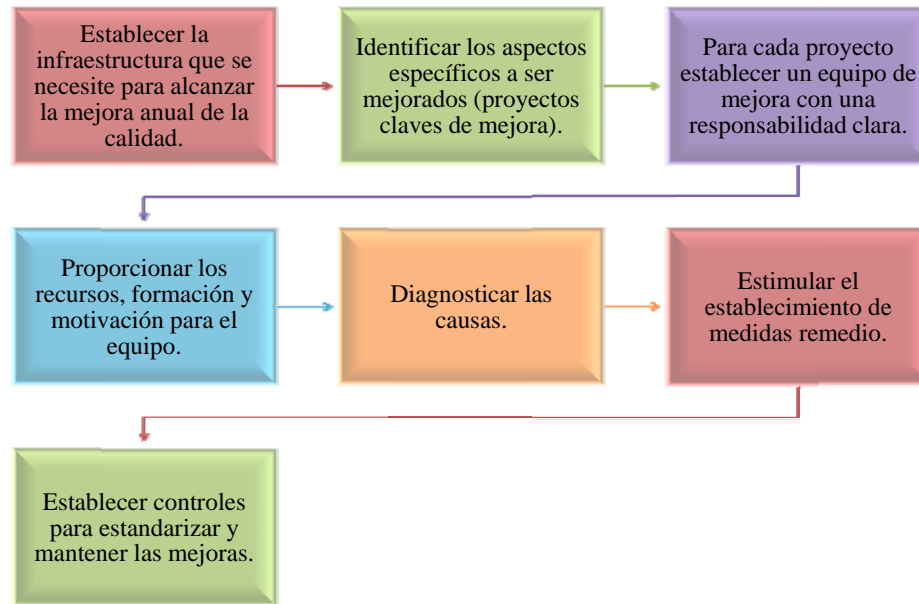 Establecer la
infraestructura que se
necesite para alcanzar
la mejora anual de la
calidad.
Identificar los aspectos
específicos a ser
mejorados (proyectos
claves de mejora).
Para cada proyecto
establecer un equipo de
mejora con una
responsabilidad clara.
Proporcionar los
recursos, formación y
motivación para el
equipo.
Diagnosticar las
causas.
Estimular el
establecimiento de
medidas remedio.
Establecer controles
para estandarizar y
mantener las mejoras.